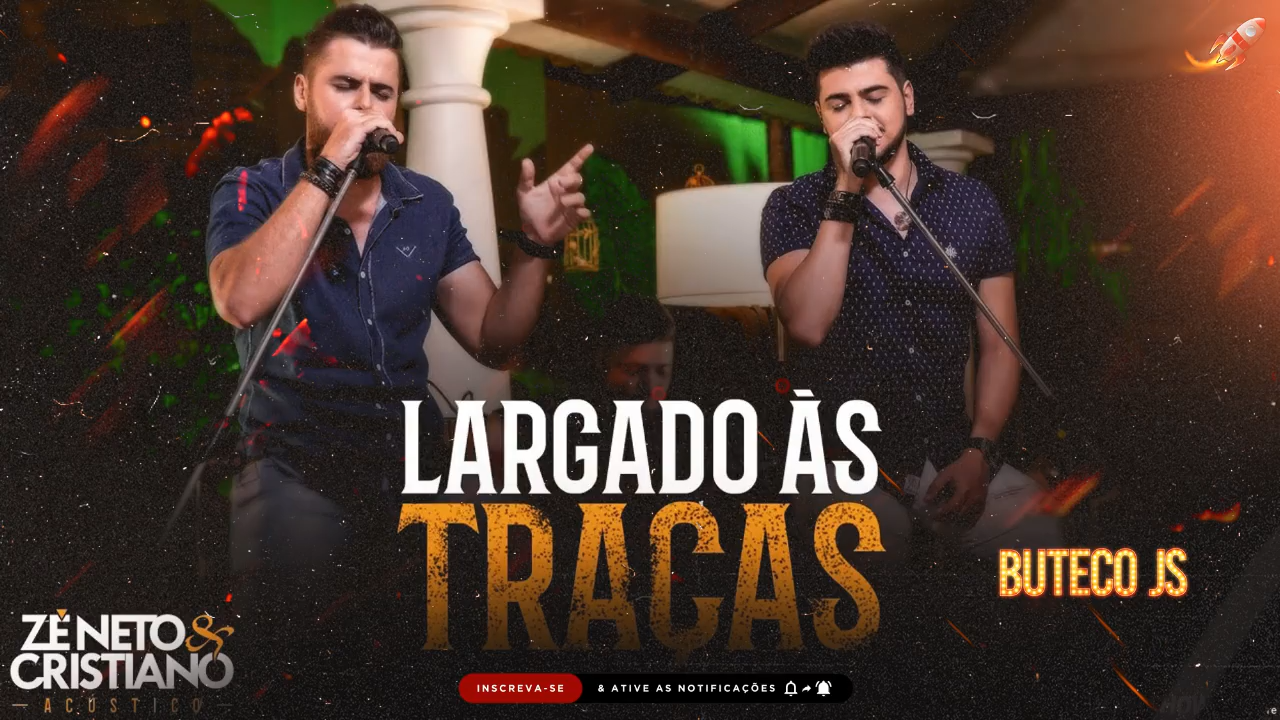 LARGADO ÀS
TRAÇAS
BUTECO JS
ZÉ NETO &
CRISTIANO
ACÚSTICO
INSCREVA-SE
& ATIVE AS NOTIFICAÇÕES